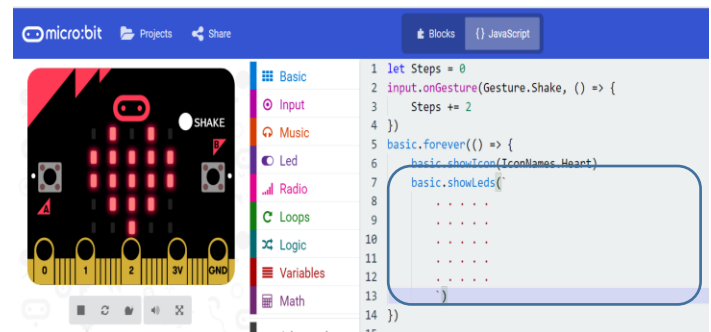 micro:bit Projects Share Blocks {} JavaScript
SHAKE
B
A
0 1 2 3V GND
Basic
Input
Music
Led
Radio
Loops
Logic
Variables
Math
1 let Steps = 0
2 input.onGesture(Gesture.Shake, () => {
3     Steps += 2
4 })
5 basic.forever(() => {
6     basic.showIcon(IconNames.Heart)
7     basic.showLeds(`
8         . . . . .
9         . . . . .
10         . . . . .
11         . . . . .
12         . . . . .
13         `)
14 })